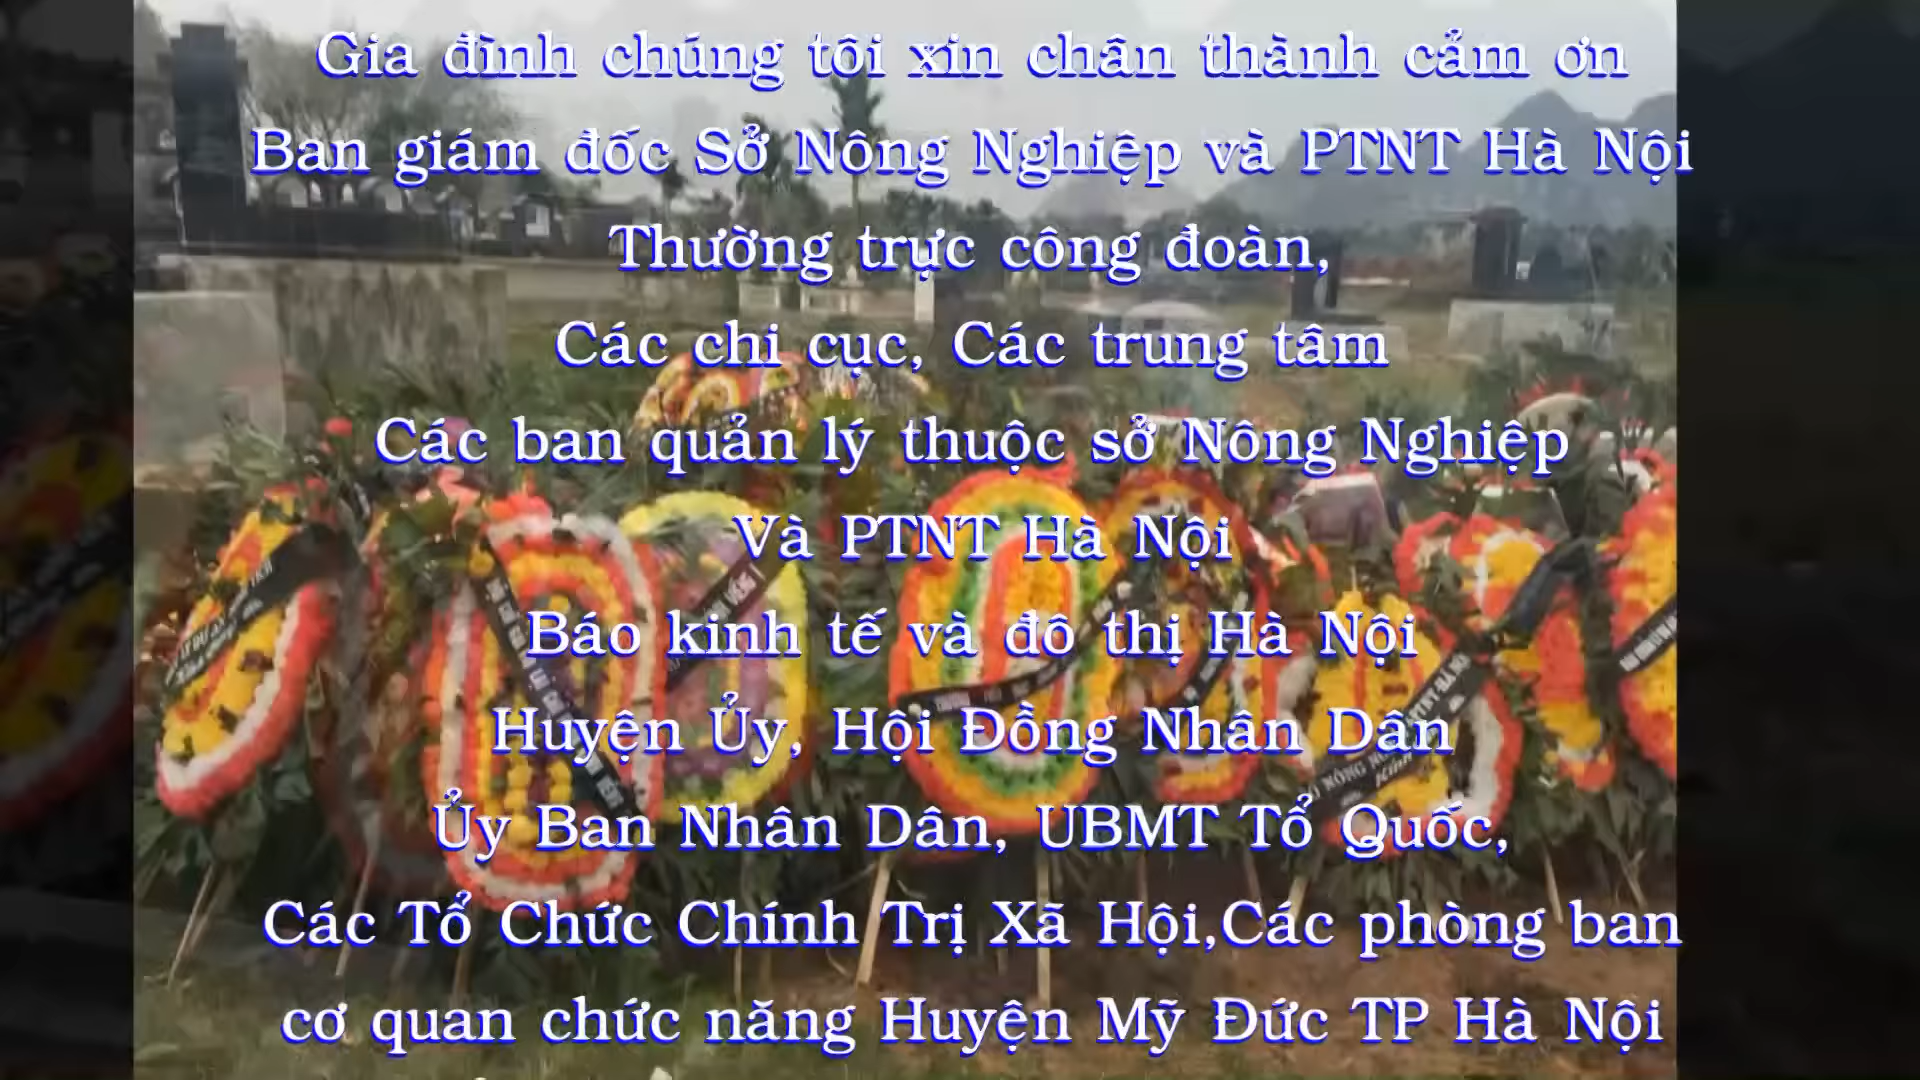 Gia đình chúng tôi xin chân thành cảm ơn
Ban giám đốc Sở Nông Nghiệp và PTNT Hà Nội
Thường trực công đoàn,
Các chi cục, Các trung tâm
Các ban quản lý thuộc sở Nông Nghiệp
Và PTNT Hà Nội
Báo kinh tế và đô thị Hà Nội
Huyện Ủy, Hội Đồng Nhân Dân
Ủy Ban Nhân Dân, UBMT Tổ Quốc,
Các Tổ Chức Chính Trị Xã Hội,Các phòng ban
cơ quan chức năng Huyện Mỹ Đức TP Hà Nội